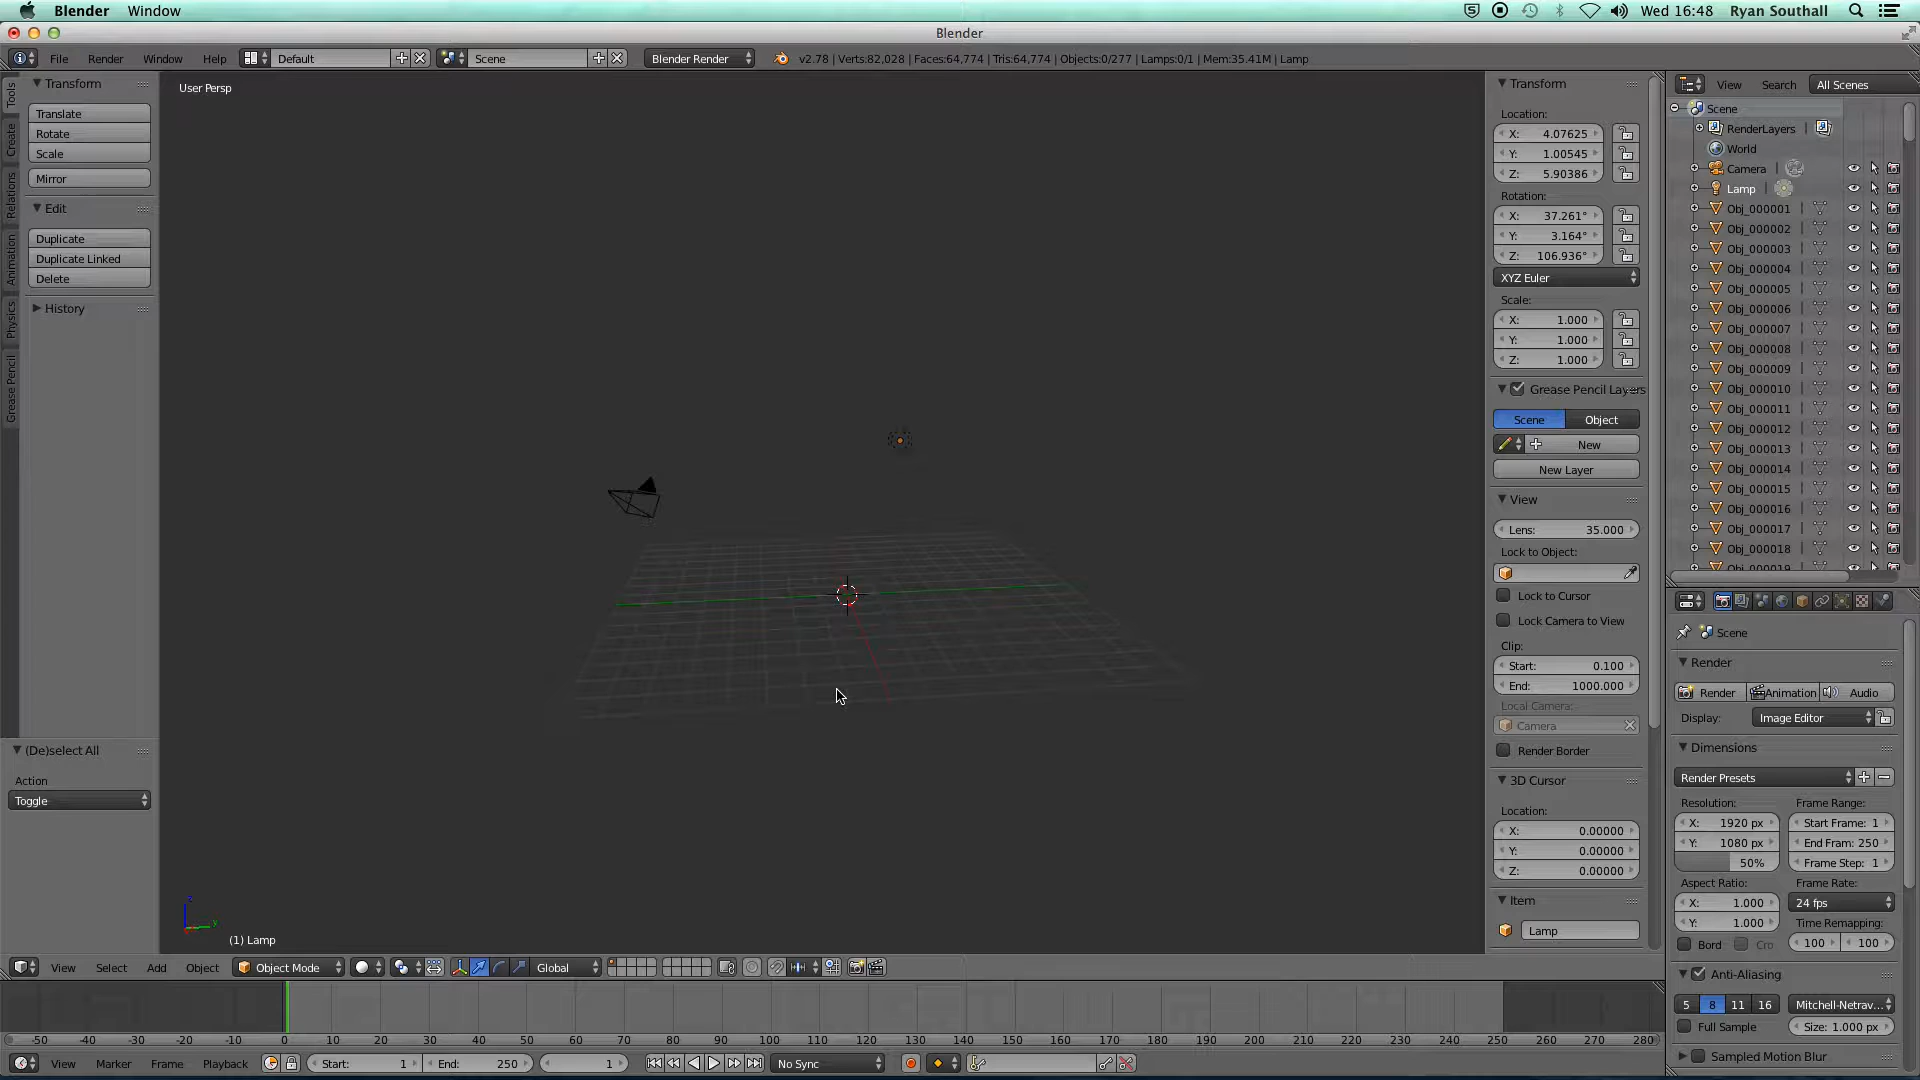 Blender Window Wed 16:48 Ryan Southall
Blender
File Render Window Help Default Scene Blender Render v2.78 | Verts:82,028 | Faces:64,774 | Tris:64,774 | Objects:0/277 | Lamps:0/1 | Mem:35.41M | Lamp
Tools
Create
Relations
Animation
Physics
Grease Pencil
Transform
Translate
Rotate
Scale
Mirror
Edit
Duplicate
Duplicate Linked
Delete
History
(De)select All
Action
Toggle
User Persp
(1) Lamp
Transform
Location:
X: 4.07625
Y: 1.00545
Z: 5.90386
Rotation:
X: 37.261°
Y: 3.164°
Z: 106.936°
XYZ Euler
Scale:
X: 1.000
Y: 1.000
Z: 1.000
Grease Pencil Layers
Scene Object
New
New Layer
View
Lens: 35.000
Lock to Object:
Lock to Cursor
Lock Camera to View
Clip:
Start: 0.100
End: 1000.000
Local Camera:
Camera
Render Border
3D Cursor
Location:
X: 0.00000
Y: 0.00000
Z: 0.00000
Item
Lamp
View Search All Scenes
Scene
RenderLayers
World
Camera
Lamp
Obj_000001
Obj_000002
Obj_000003
Obj_000004
Obj_000005
Obj_000006
Obj_000007
Obj_000008
Obj_000009
Obj_000010
Obj_000011
Obj_000012
Obj_000013
Obj_000014
Obj_000015
Obj_000016
Obj_000017
Obj_000018
Obj_000019
Scene
Render
Render Animation Audio
Display: Image Editor
Dimensions
Render Presets
Resolution: Frame Range:
X: 1920 px Start Frame: 1
Y: 1080 px End Fram: 250
50% Frame Step: 1
Aspect Ratio: Frame Rate:
X: 1.000 24 fps
Y: 1.000 Time Remapping:
Bord Cro 100 100
Anti-Aliasing
5 8 11 16 Mitchell-Netrav...
Full Sample Size: 1.000 px
Sampled Motion Blur
View Select Add Object Object Mode Global
-50 -40 -30 -20 -10 0 10 20 30 40 50 60 70 80 90 100 110 120 130 140 150 160 170 180 190 200 210 220 230 240 250 260 270 280
View Marker Frame Playback Start: 1 End: 250 1 No Sync